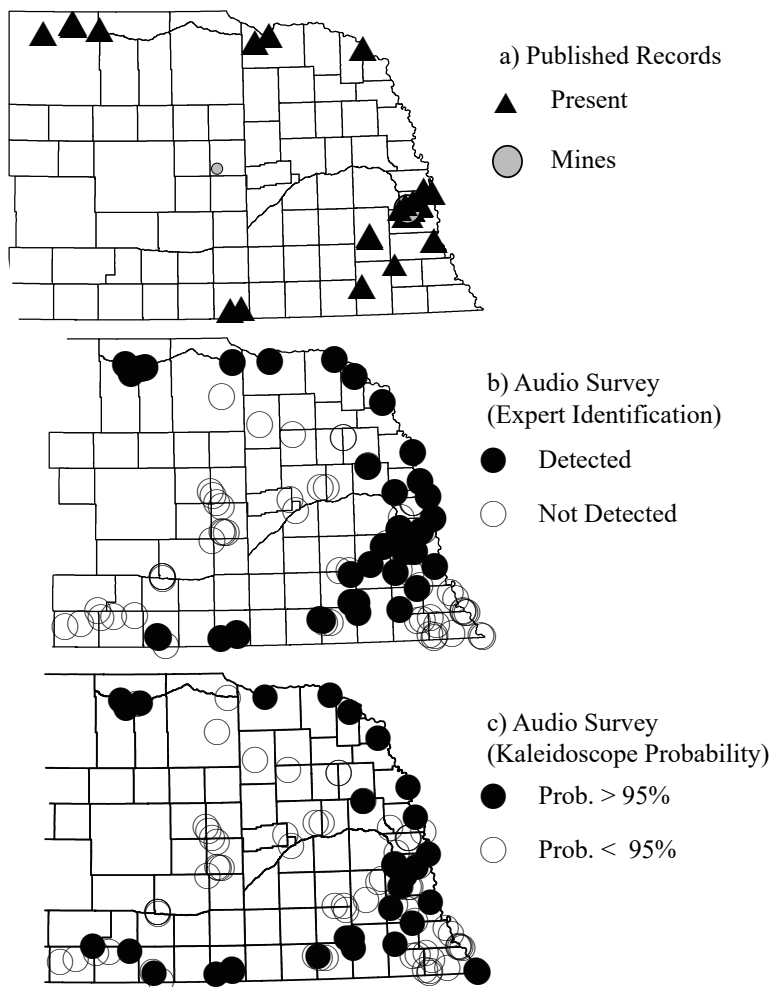 a) Published Records
Present
Mines
b) Audio Survey
(Expert Identification)
Detected
Not Detected
c) Audio Survey
(Kaleidoscope Probability)
Prob. > 95%
Prob. < 95%